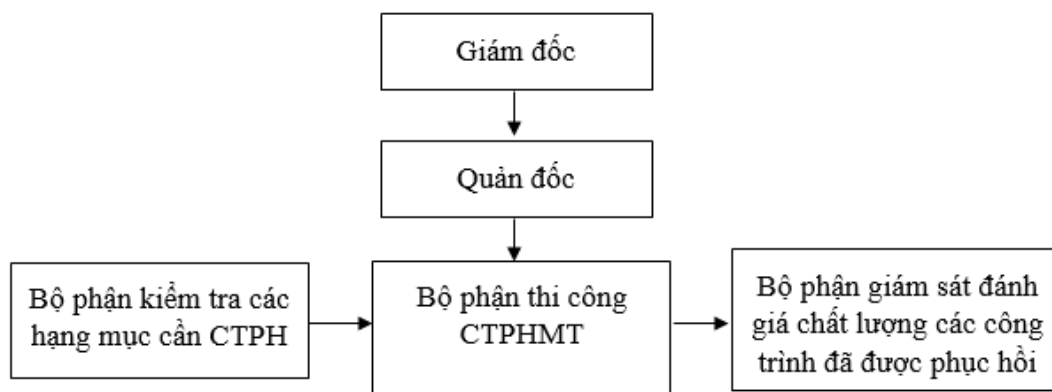 Giám đốc
Quản đốc
Bộ phận kiểm tra các
hạng mục cần CTPH
Bộ phận thi công
CTPHMT
Bộ phận giám sát đánh
giá chất lượng các công
trình đã được phục hồi